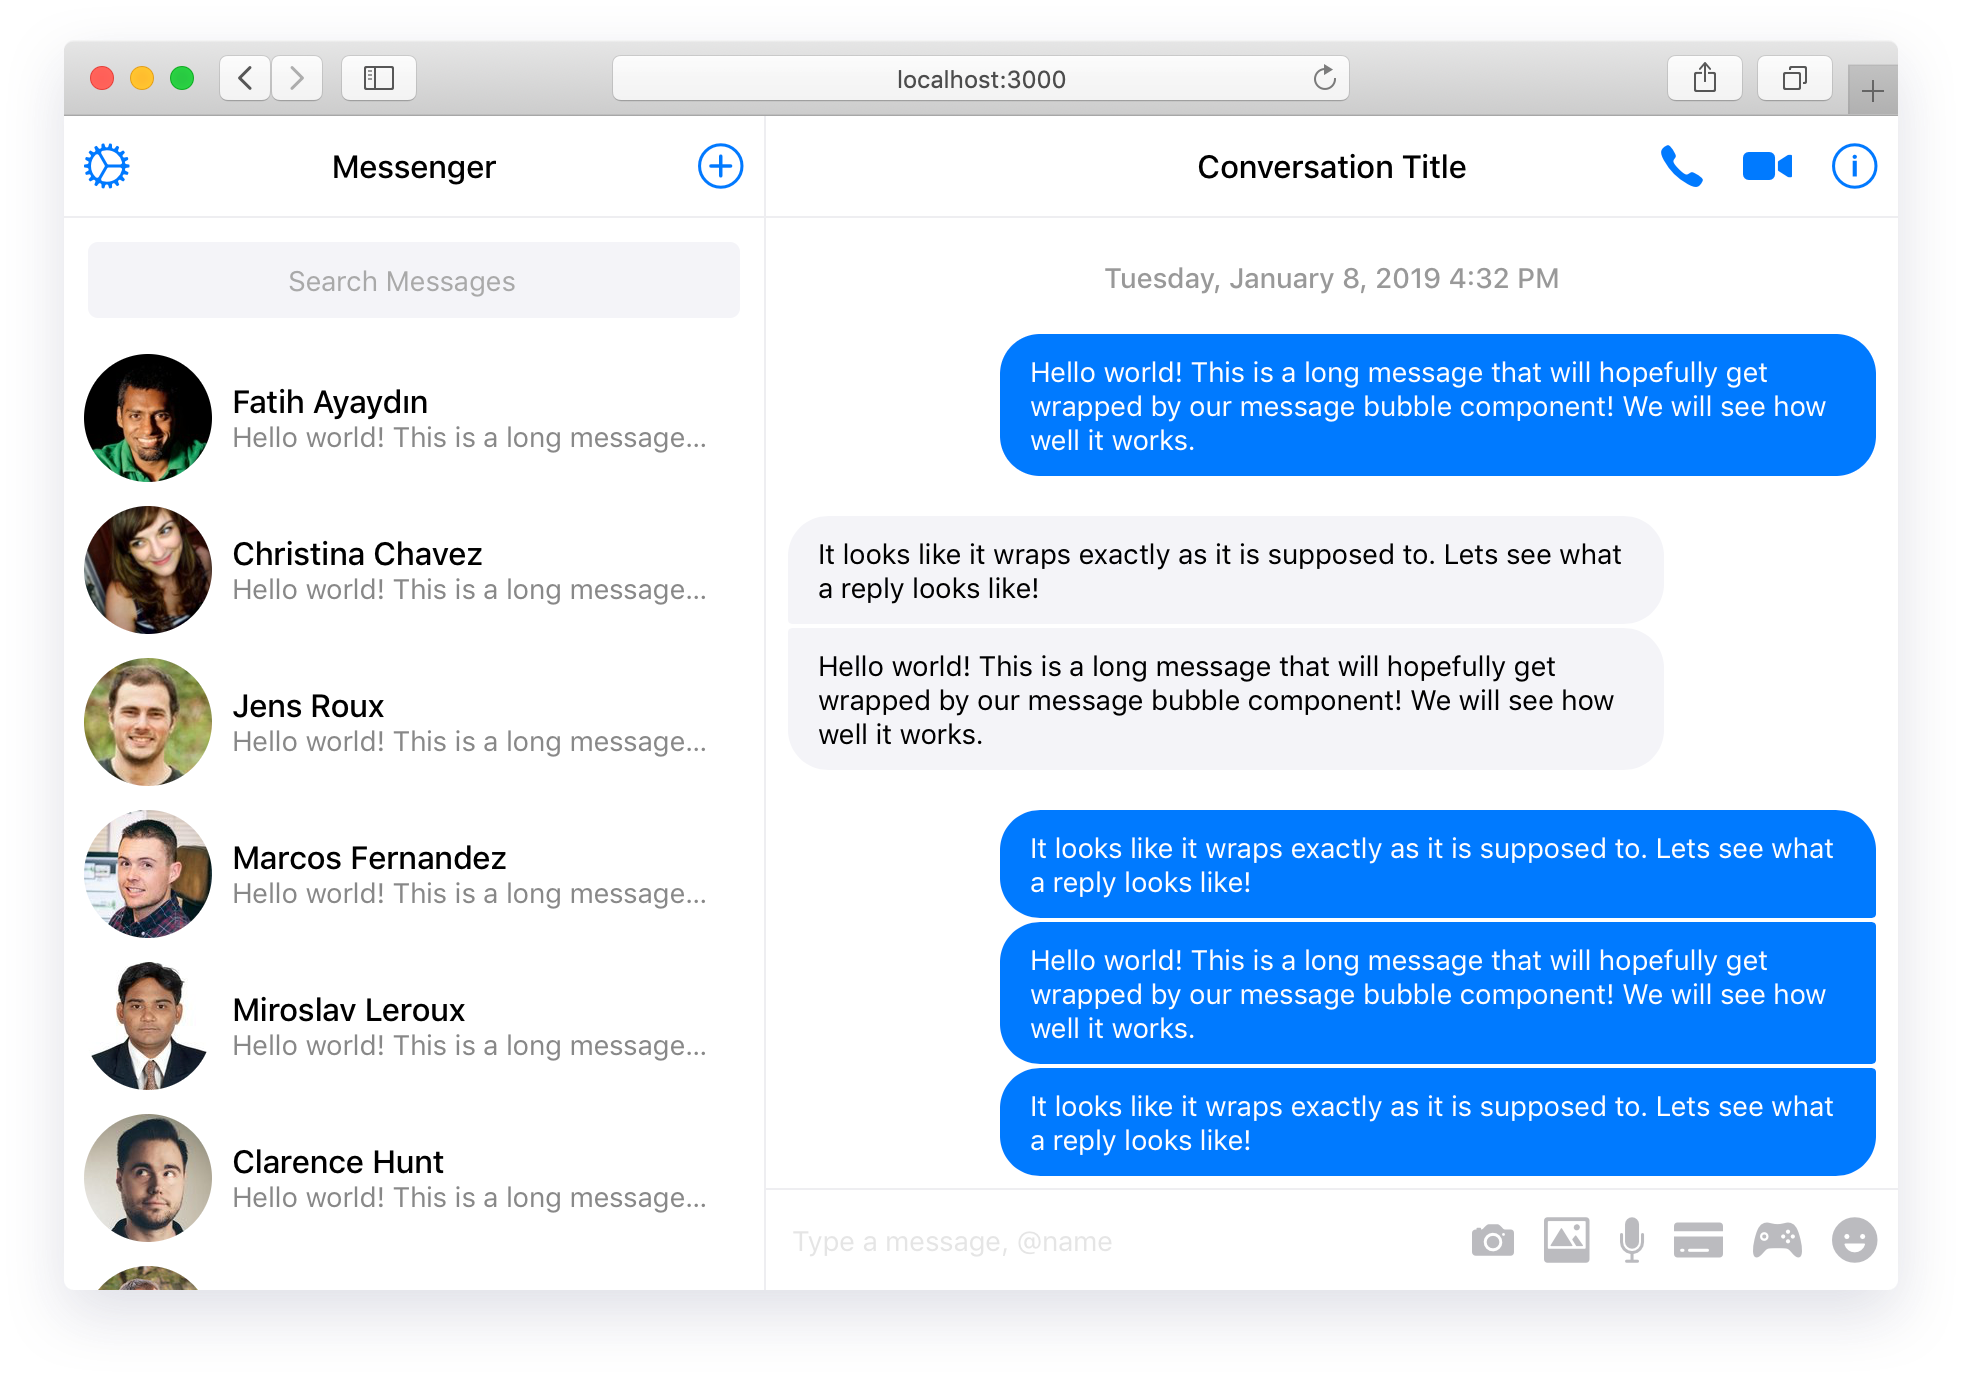 localhost:3000
Messenger
Conversation Title
Search Messages
Fatih Ayaydın
Hello world! This is a long message...
Christina Chavez
Hello world! This is a long message...
Jens Roux
Hello world! This is a long message...
Marcos Fernandez
Hello world! This is a long message...
Miroslav Leroux
Hello world! This is a long message...
Clarence Hunt
Hello world! This is a long message...
Tuesday, January 8, 2019 4:32 PM
Hello world! This is a long message that will hopefully get
wrapped by our message bubble component! We will see how
well it works.
It looks like it wraps exactly as it is supposed to. Lets see what
a reply looks like!
Hello world! This is a long message that will hopefully get
wrapped by our message bubble component! We will see how
well it works.
It looks like it wraps exactly as it is supposed to. Lets see what
a reply looks like!
Hello world! This is a long message that will hopefully get
wrapped by our message bubble component! We will see how
well it works.
It looks like it wraps exactly as it is supposed to. Lets see what
a reply looks like!
Type a message, @name